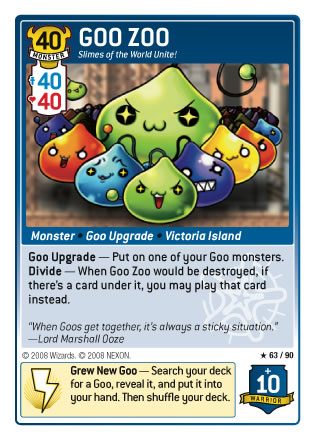 40
MONSTER
GOO ZOO
Slimes of the World Unite!
40
40
Monster • Goo Upgrade • Victoria Island
Goo Upgrade — Put on one of your Goo monsters.
Divide — When Goo Zoo would be destroyed, if
there's a card under it, you may play that card
instead.
"When Goos get together, it's always a sticky situation."
—Lord Marshall Ooze
© 2008 Wizards. © 2008 NEXON.
★ 63 / 90
Grew New Goo — Search your deck
for a Goo, reveal it, and put it into
your hand. Then shuffle your deck.
+
10
WARRIOR